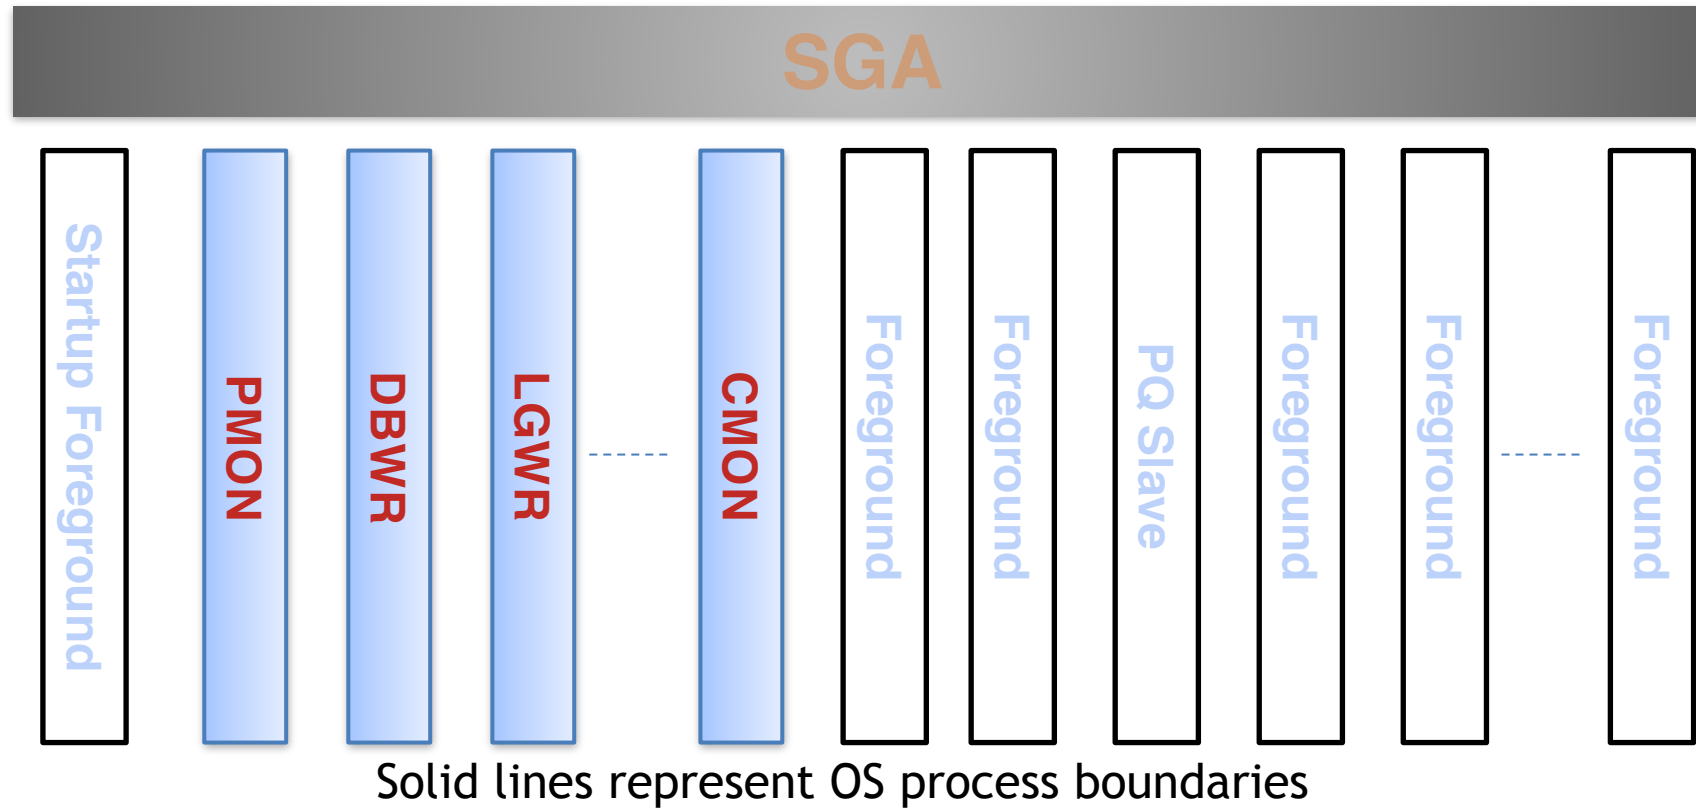 SGA
Startup Foreground
PMON
DBWR
LGWR
CMON
Foreground
Foreground
PQ Slave
Foreground
Foreground
Foreground
Solid lines represent OS process boundaries